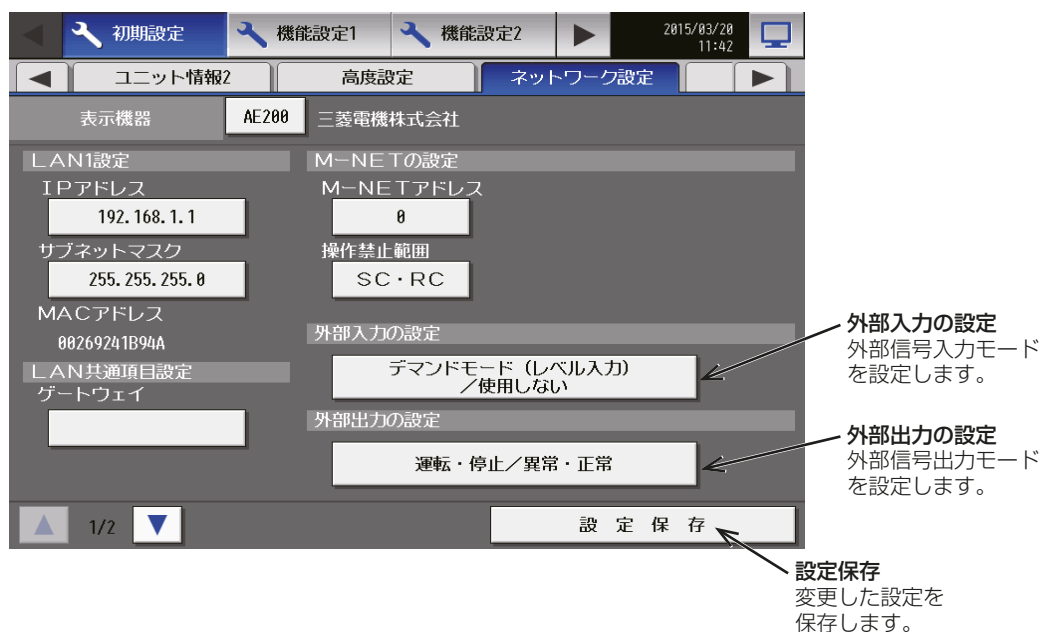 初期設定
機能設定1
機能設定2
2015/03/20
11:42
ユニット情報2
高度設定
ネットワーク設定
表示機器
AE200
三菱電機株式会社
LAN1設定
IPアドレス
192.168.1.1
サブネットマスク
255.255.255.0
MACアドレス
00269241B94A
LAN共通項目設定
ゲートウェイ
M-NETの設定
M-NETアドレス
0
操作禁止範囲
SC・RC
外部入力の設定
デマンドモード(レベル入力)
/使用しない
外部出力の設定
運転・停止/異常・正常
1/2
設定保存
外部入力の設定
外部信号入力モード
を設定します。
外部出力の設定
外部信号出力モード
を設定します。
設定保存
変更した設定を
保存します。